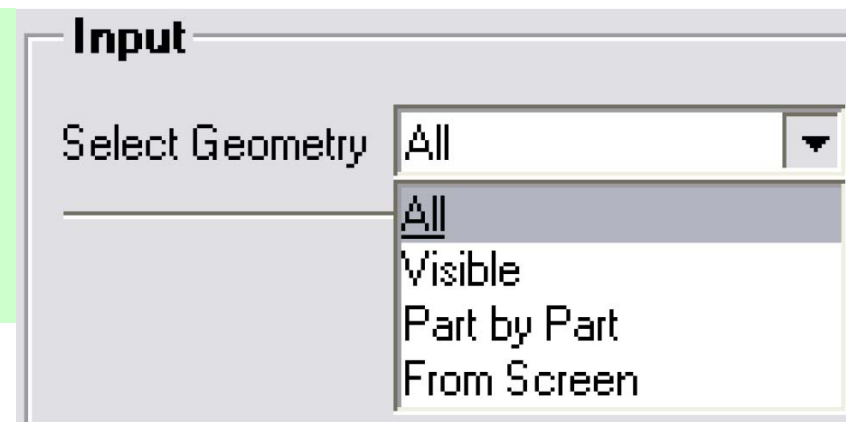 Input
Select Geometry All
All
Visible
Part by Part
From Screen